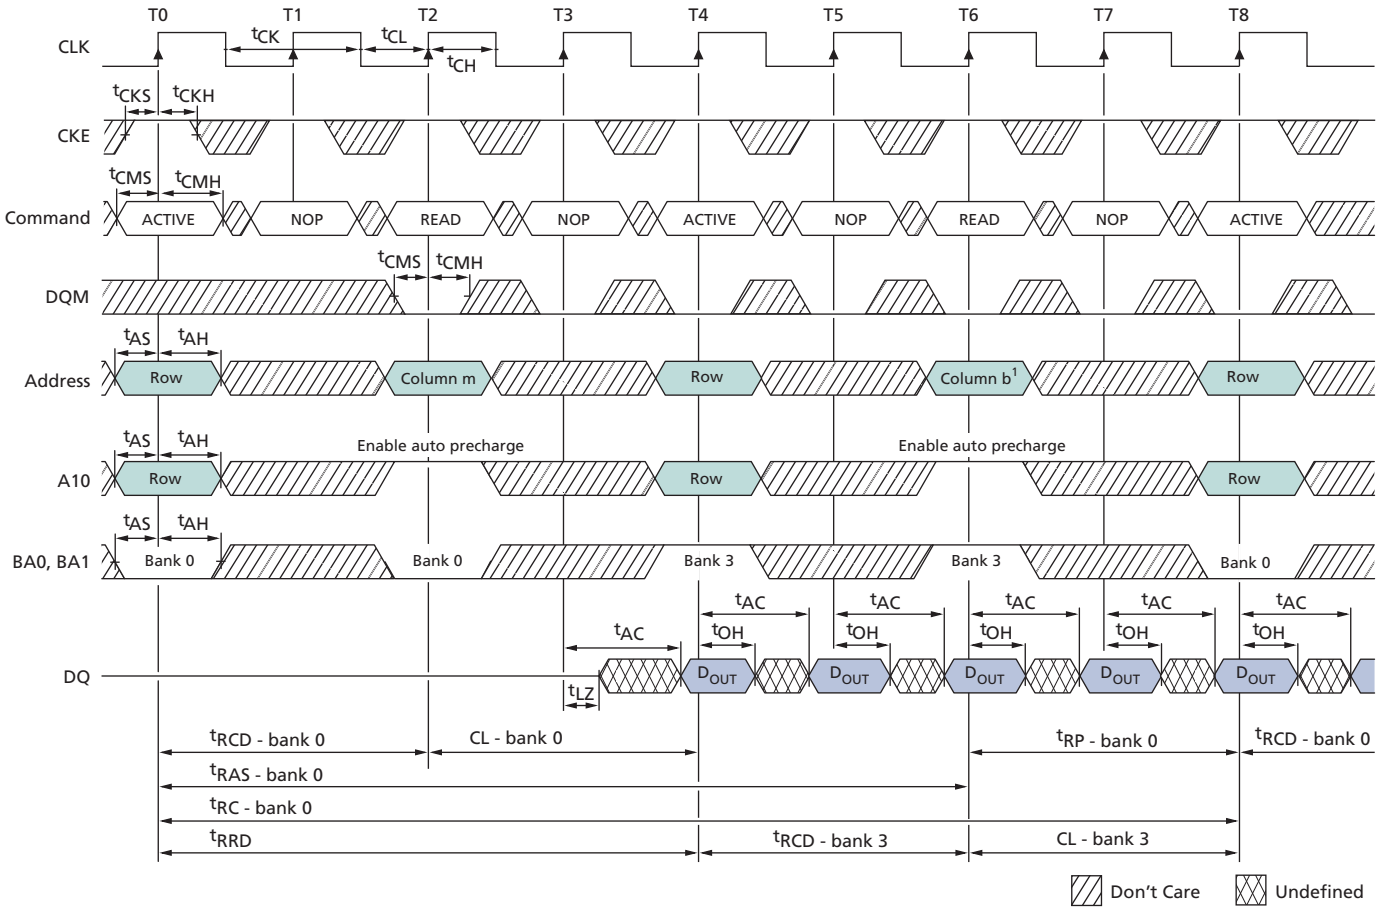 T0 T1 T2 T3 T4 T5 T6 T7 T8
CLK
tCK tCL tCH
tCKS tCKH
CKE
tCMS tCMH
Command ACTIVE NOP READ NOP ACTIVE NOP READ NOP ACTIVE
tCMS tCMH
DQM
tAS tAH
Address Row Column m Row Column b1 Row
tAS tAH Enable auto precharge Enable auto precharge
A10 Row Row Row
tAS tAH
BA0, BA1 Bank 0 Bank 0 Bank 3 Bank 3 Bank 0
tAC tAC tAC tAC tAC
tAC tOH tOH tOH tOH tOH
DQ DOUT DOUT DOUT DOUT DOUT
tLZ
tRCD - bank 0 CL - bank 0 tRP - bank 0 tRCD - bank 0
tRAS - bank 0
tRC - bank 0
tRRD tRCD - bank 3 CL - bank 3
Don't Care Undefined